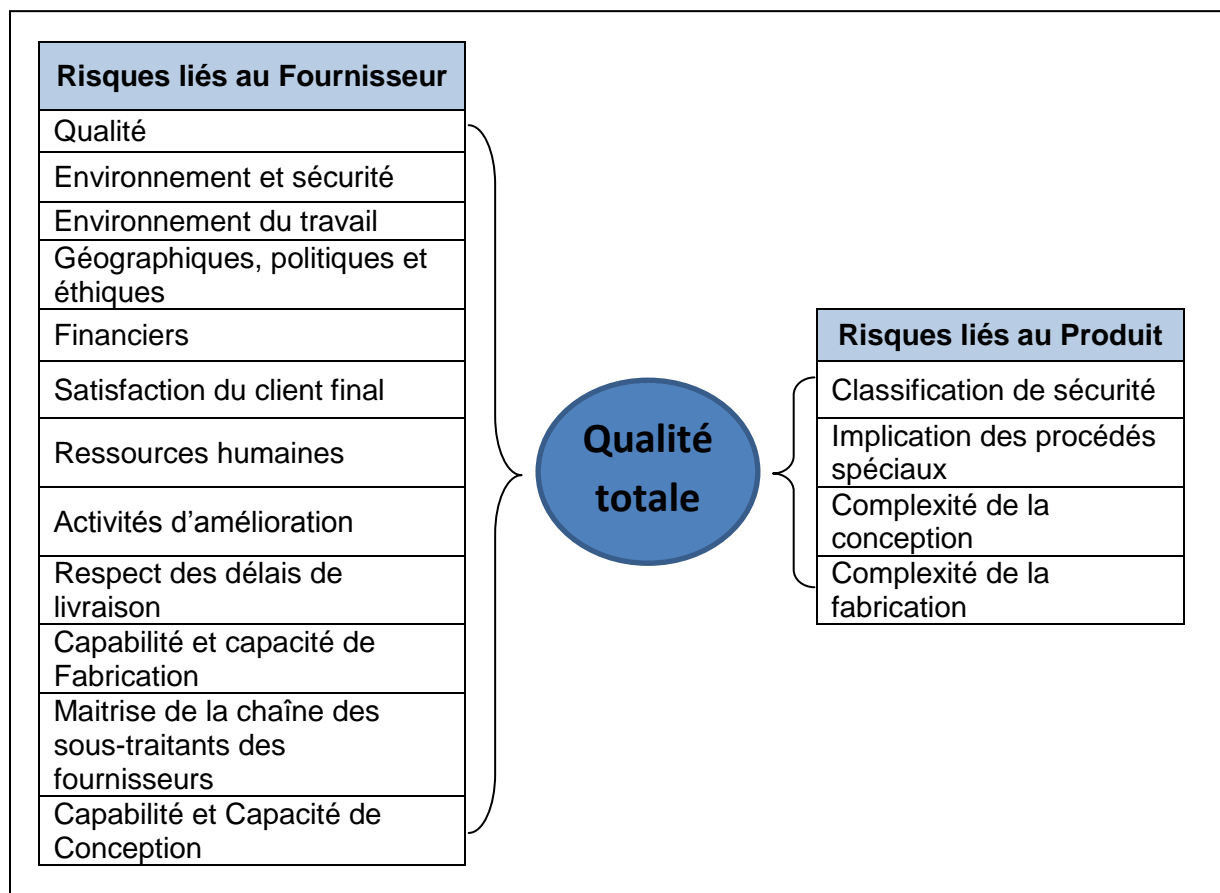 Risques liés au Fournisseur
Qualité
Environnement et sécurité
Environnement du travail
Géographiques, politiques et
éthiques
Financiers
Satisfaction du client final
Ressources humaines
Activités d'amélioration
Respect des délais de
livraison
Capabilité et capacité de
Fabrication
Maitrise de la chaîne des
sous-traitants des
fournisseurs
Capabilité et Capacité de
Conception
Qualité
totale
Risques liés au Produit
Classification de sécurité
Implication des procédés
spéciaux
Complexité de la
conception
Complexité de la
fabrication